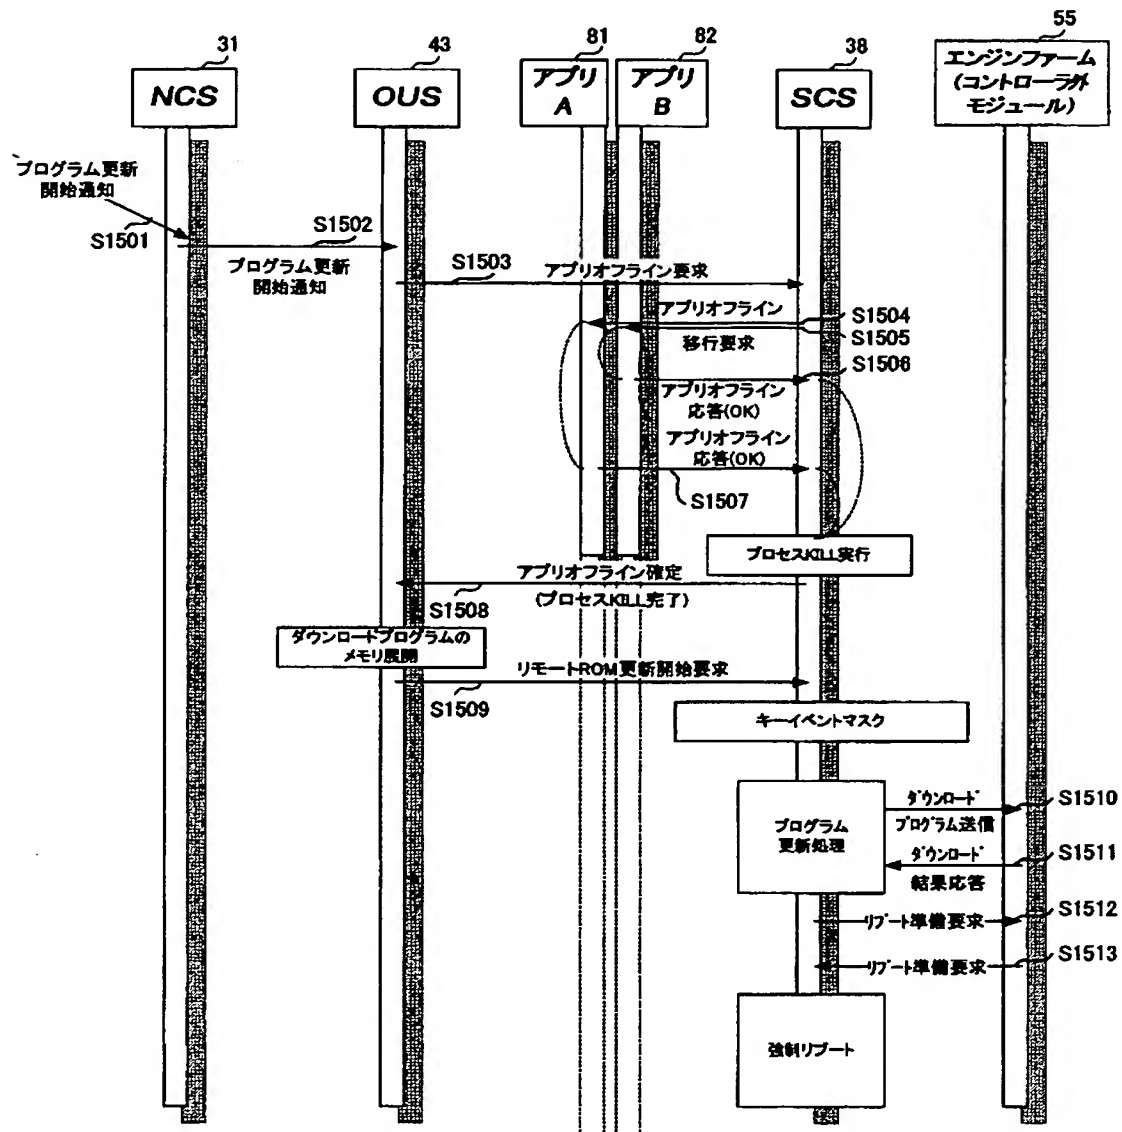 31
43
81
82
38
55
NCS
OUS
アプリ
A
アプリ
B
SCS
エンジンファーム
(コントローラ外
モジュール)
プログラム更新
開始通知
S1501
S1502
プログラム更新
開始通知
S1503
アプリオフライン要求
アプリオフライン
移行要求
S1504
S1505
S1506
アプリオフライン
応答(OK)
アプリオフライン
応答(OK)
S1507
プロセスKILL実行
アプリオフライン確定
(プロセスKILL完了)
S1508
ダウンロードプログラムの
メモリ展開
リモートROM更新開始要求
S1509
キーイベントマスク
プログラム
更新処理
ダウンロード
プログラム送信
S1510
ダウンロード
結果応答
S1511
リブート準備要求
S1512
リブート準備要求
S1513
強制リブート